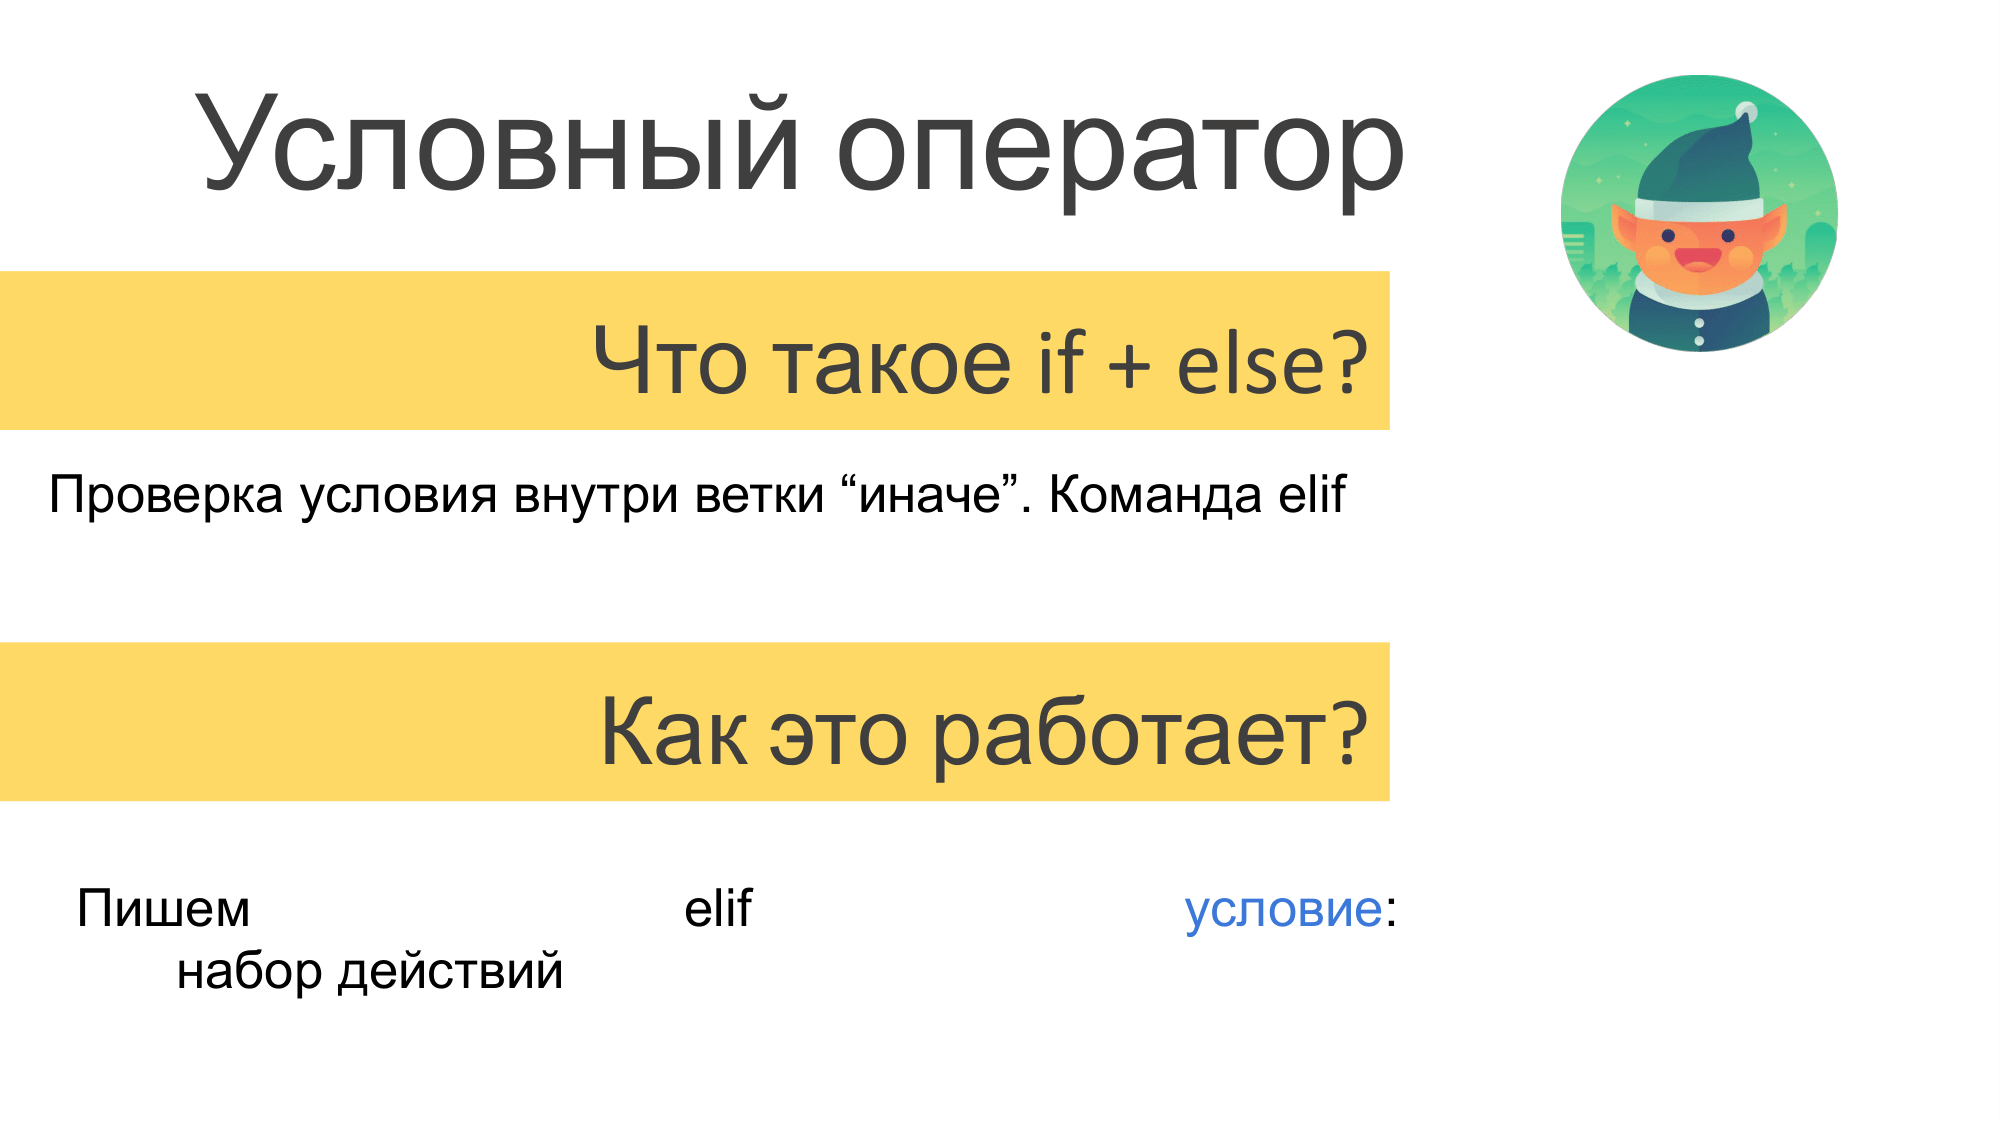 Условный оператор
Что такое if + else?
Проверка условия внутри ветки “иначе”. Команда elif
Как это работает?
Пишем elif условие:
набор действий